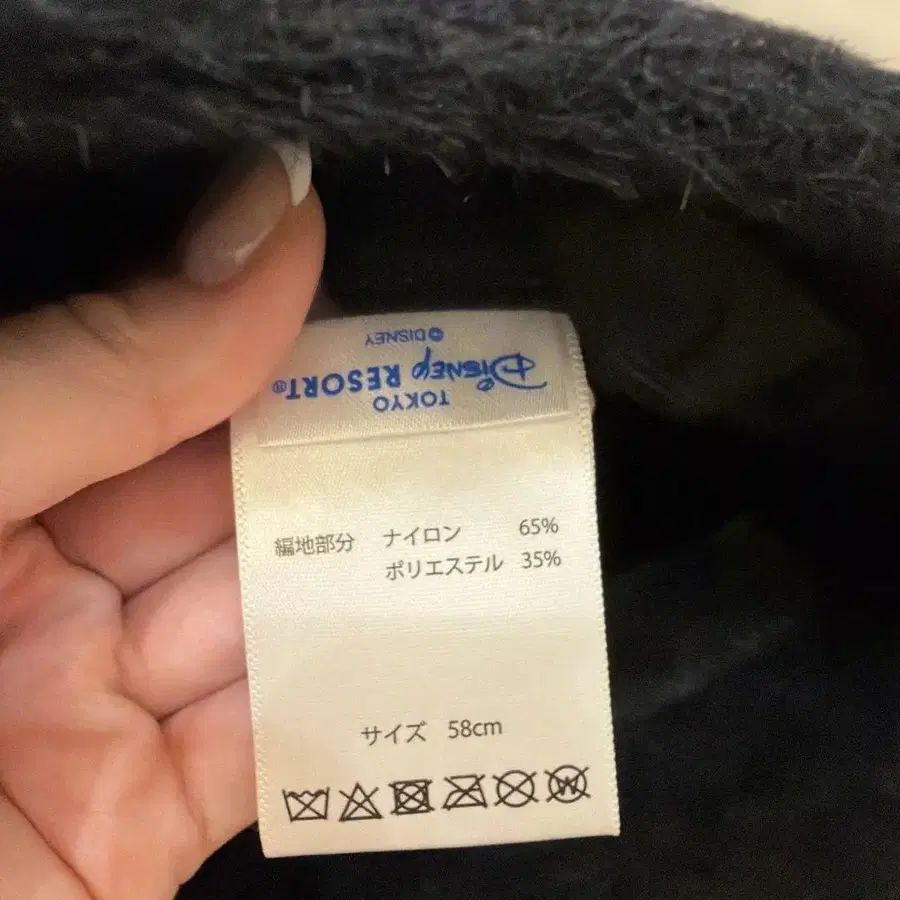 TOKYO
Disney RESORT®
©DISNEY
編地部分 ナイロン 65%
ポリエステル 35%
サイズ 58cm
W